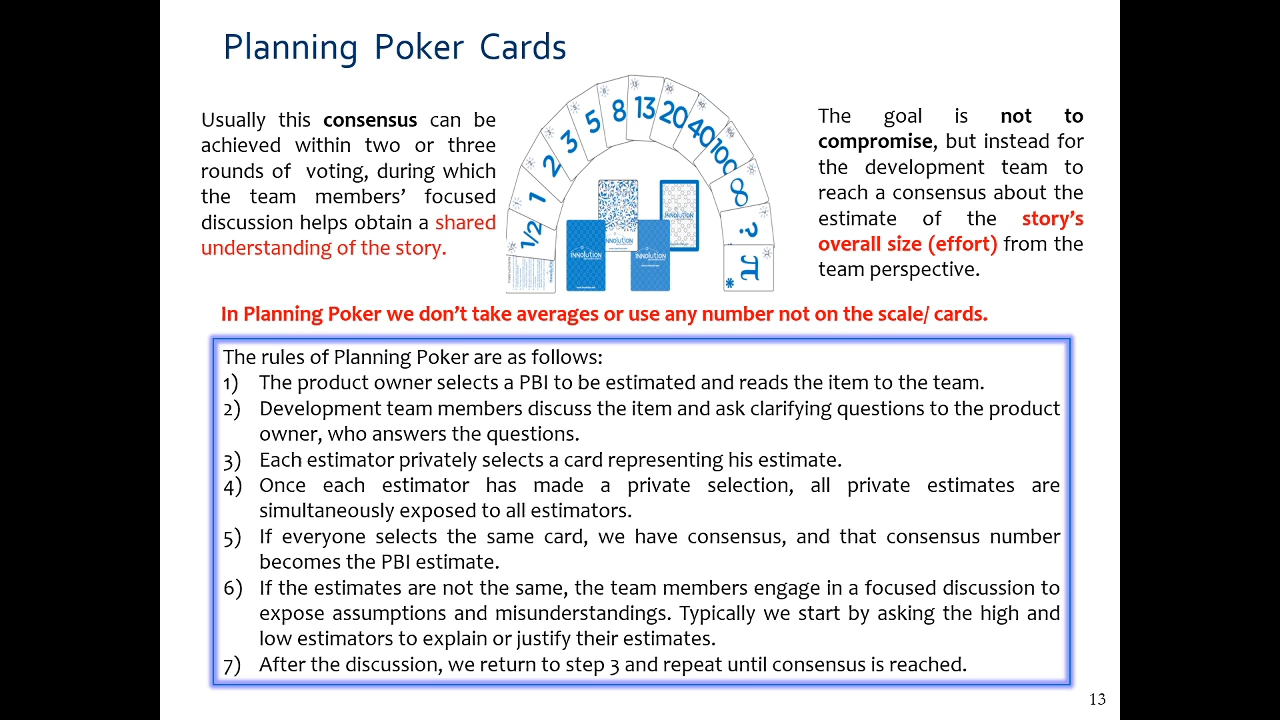 Planning Poker Cards
Usually this consensus can be
achieved within two or three
rounds of voting, during which
the team members’ focused
discussion helps obtain a shared
understanding of the story.
1/2
1
2
3
5
8
13
20
40
100
∞
?
π
INNOLUTION
INNOLUTION
INNOLUTION
INNOLUTION
The goal is not to
compromise, but instead for
the development team to
reach a consensus about the
estimate of the story’s
overall size (effort) from the
team perspective.
In Planning Poker we don’t take averages or use any number not on the scale/ cards.
The rules of Planning Poker are as follows:
1) The product owner selects a PBI to be estimated and reads the item to the team.
2) Development team members discuss the item and ask clarifying questions to the product
owner, who answers the questions.
3) Each estimator privately selects a card representing his estimate.
4) Once each estimator has made a private selection, all private estimates are
simultaneously exposed to all estimators.
5) If everyone selects the same card, we have consensus, and that consensus number
becomes the PBI estimate.
6) If the estimates are not the same, the team members engage in a focused discussion to
expose assumptions and misunderstandings. Typically we start by asking the high and
low estimators to explain or justify their estimates.
7) After the discussion, we return to step 3 and repeat until consensus is reached.
13